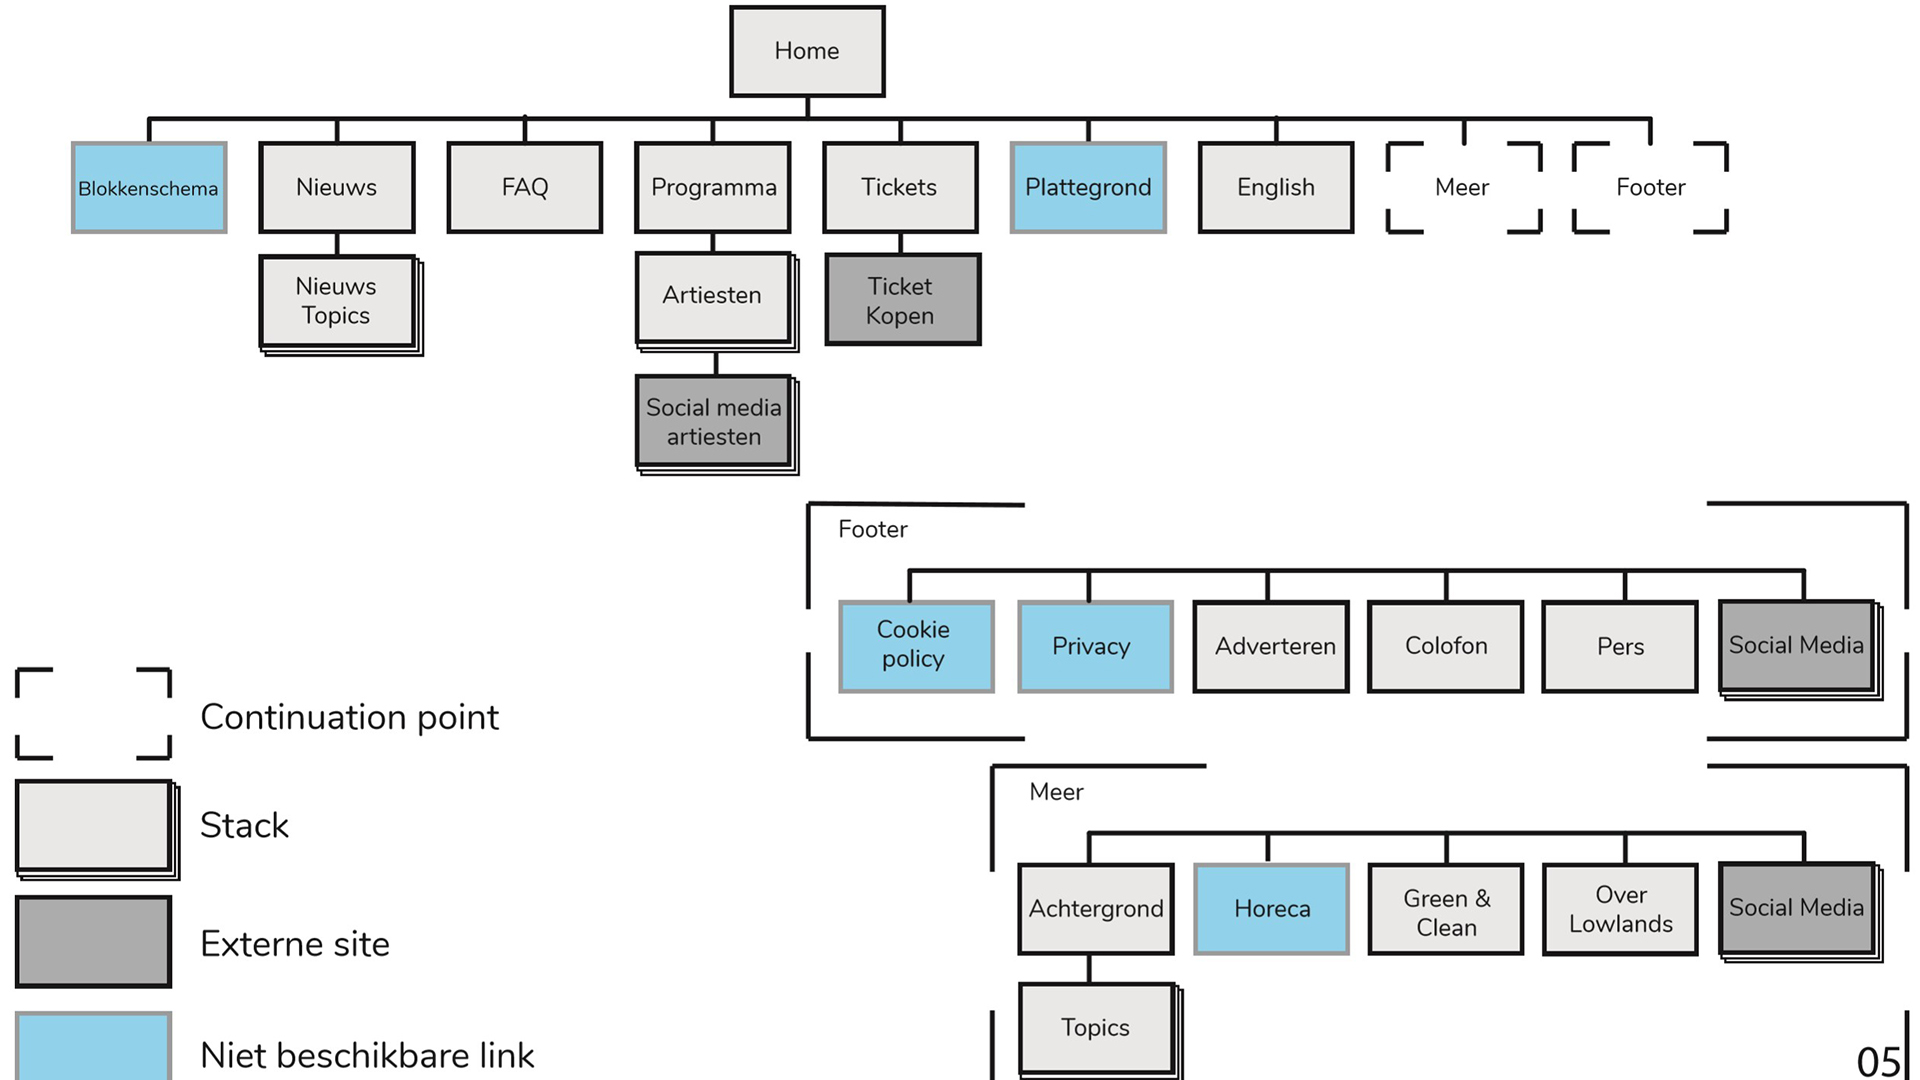 Home
Blokkenschema
Nieuws
FAQ
Programma
Tickets
Plattegrond
English
Meer
Footer
Nieuws
Topics
Artiesten
Ticket
Kopen
Social media
artiesten
Footer
Cookie
policy
Privacy
Adverteren
Colofon
Pers
Social Media
Continuation point
Stack
Externe site
Niet beschikbare link
Meer
Achtergrond
Horeca
Green &
Clean
Over
Lowlands
Social Media
Topics
05